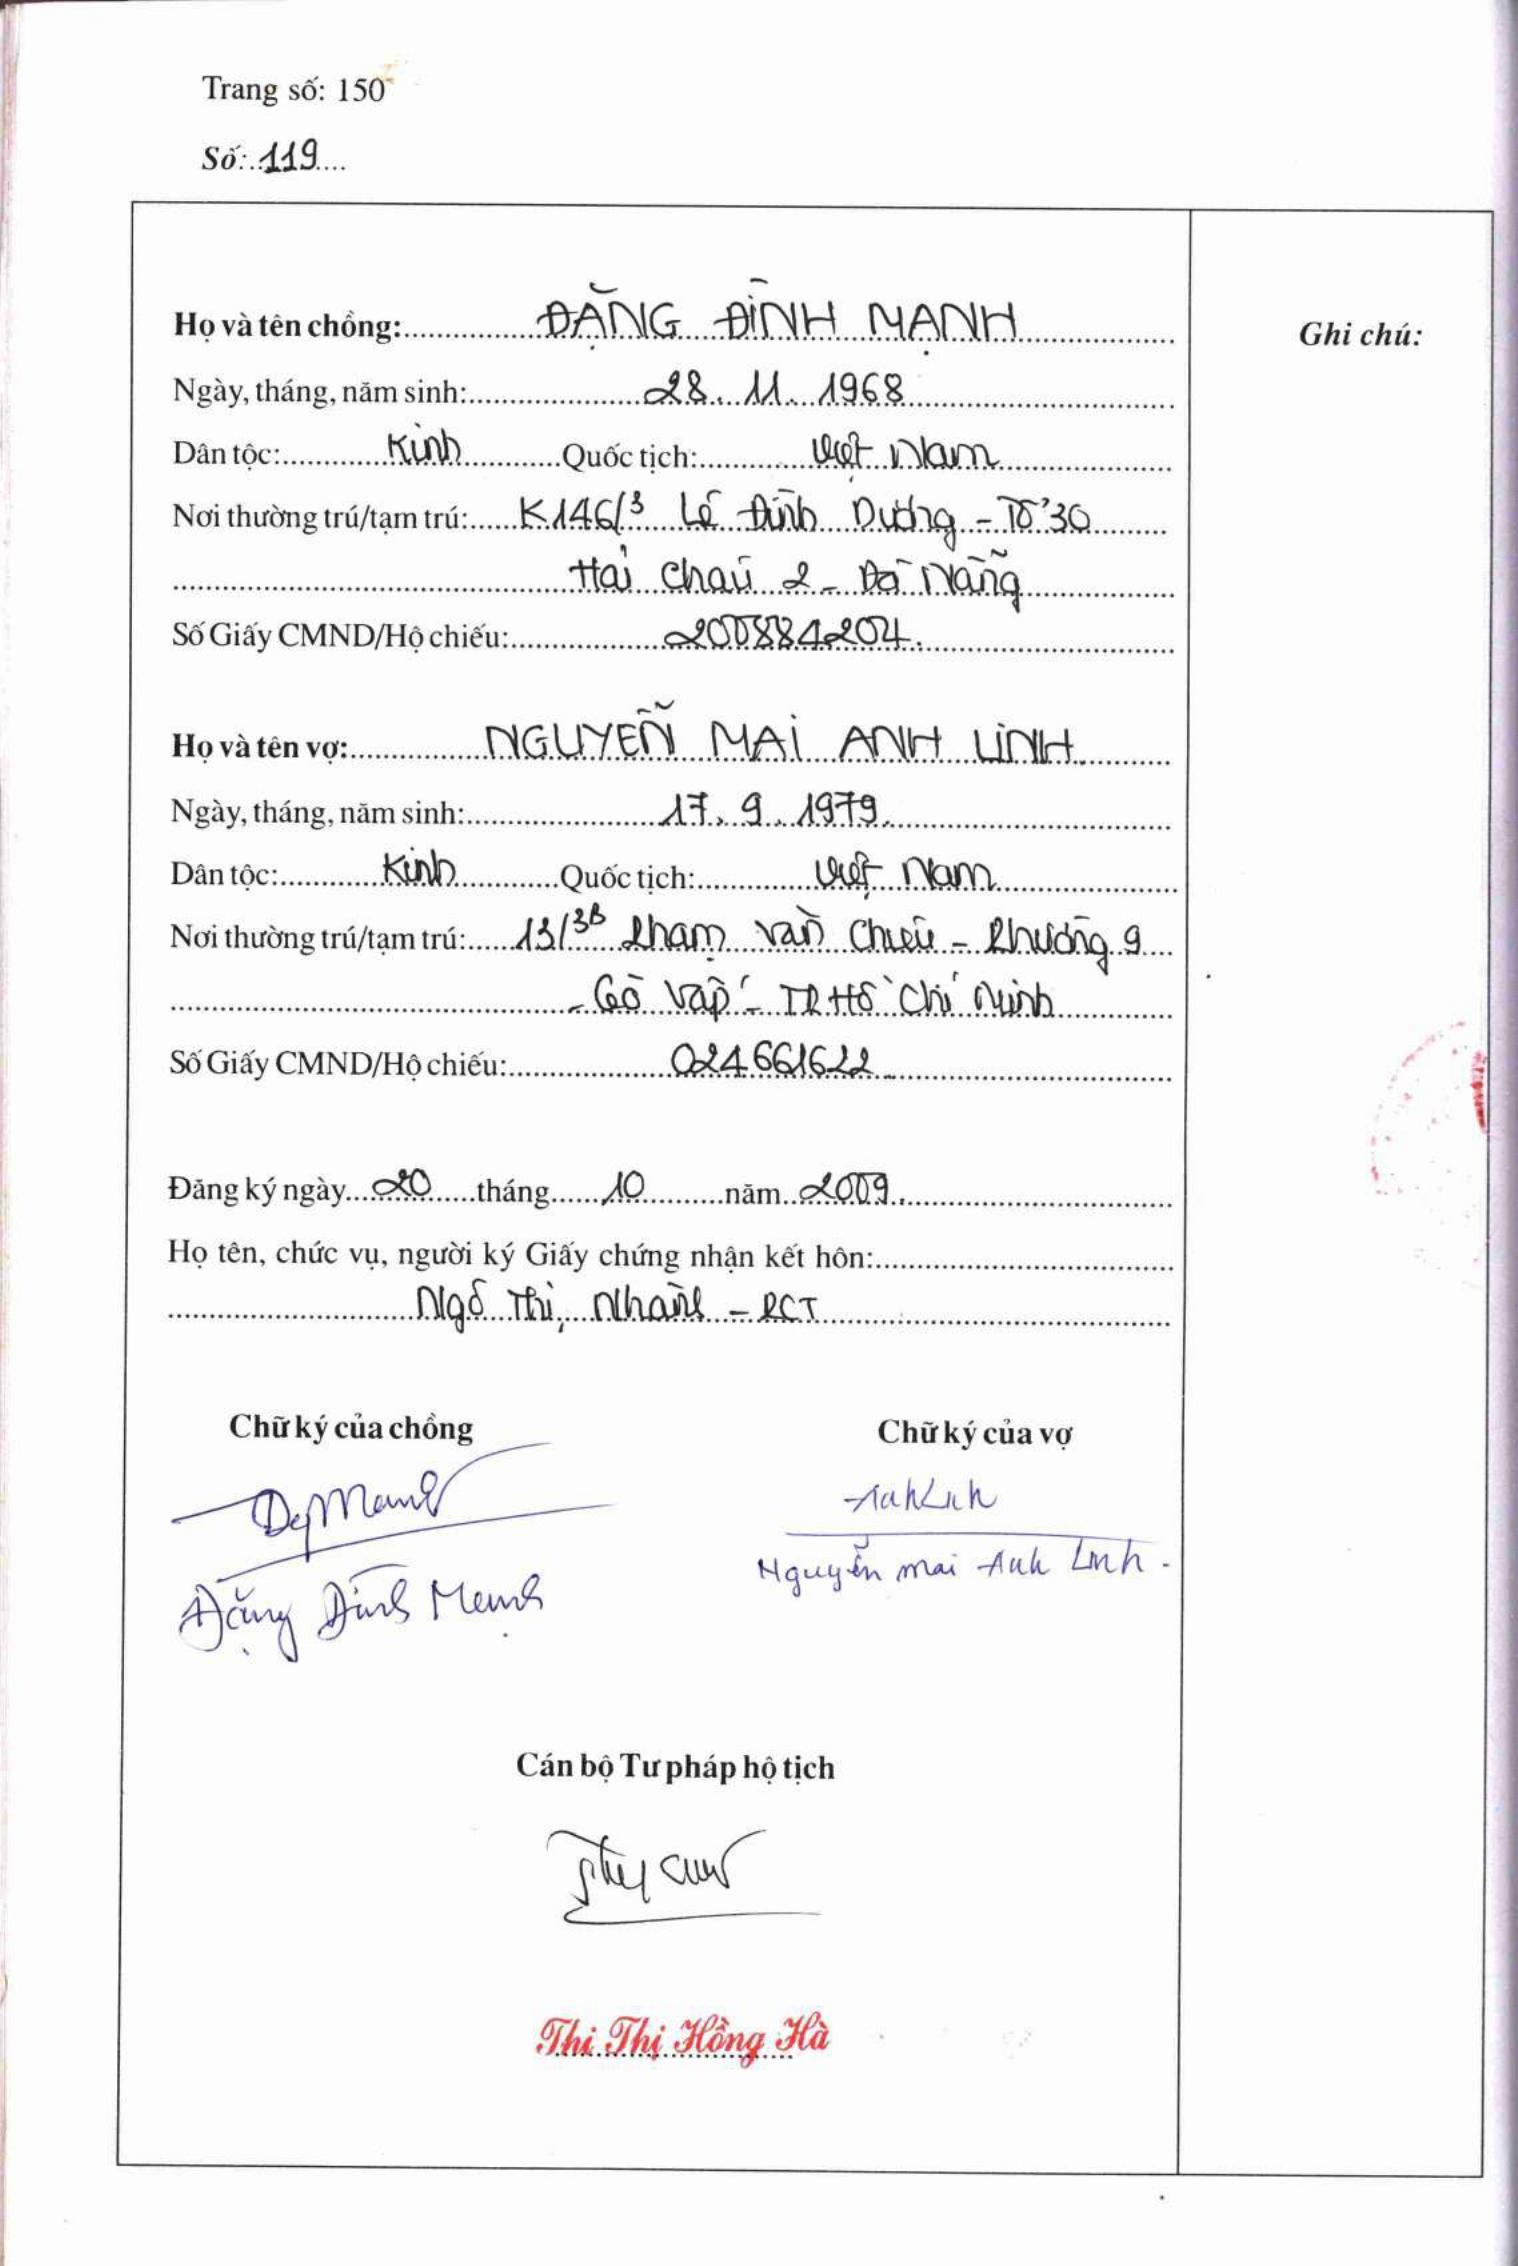 Trang số: 150
Số: 119
Họ và tên chồng: ĐẶNG ĐÌNH MẠNH
Ghi chú:
Ngày, tháng, năm sinh: 28. 11. 1968
Dân tộc: Kinh Quốc tịch: Việt Nam
Nơi thường trú/tạm trú: K146/3 Lê Đình Dương - Tổ 30
Hải Châu 2 - Đà Nẵng
Số Giấy CMND/Hộ chiếu: 200884204.
Họ và tên vợ: NGUYỄN MAI ANH LINH
Ngày, tháng, năm sinh: 17. 9. 1979.
Dân tộc: Kinh Quốc tịch: Việt Nam
Nơi thường trú/tạm trú: 13/3B Phạm Văn Chiêu - Phường 9
- Gò Vấp - TP Hồ Chí Minh
Số Giấy CMND/Hộ chiếu: 024661622
Đăng ký ngày 20 tháng 10 năm 2009.
Họ tên, chức vụ, người ký Giấy chứng nhận kết hôn:
Ngô Thị Nhành - PCT
Chữ ký của chồng Chữ ký của vợ
AnhLinh
Đặng Đình Mạnh Nguyễn Mai Anh Linh.
Cán bộ Tư pháp hộ tịch
Thi Thị Hồng Hà